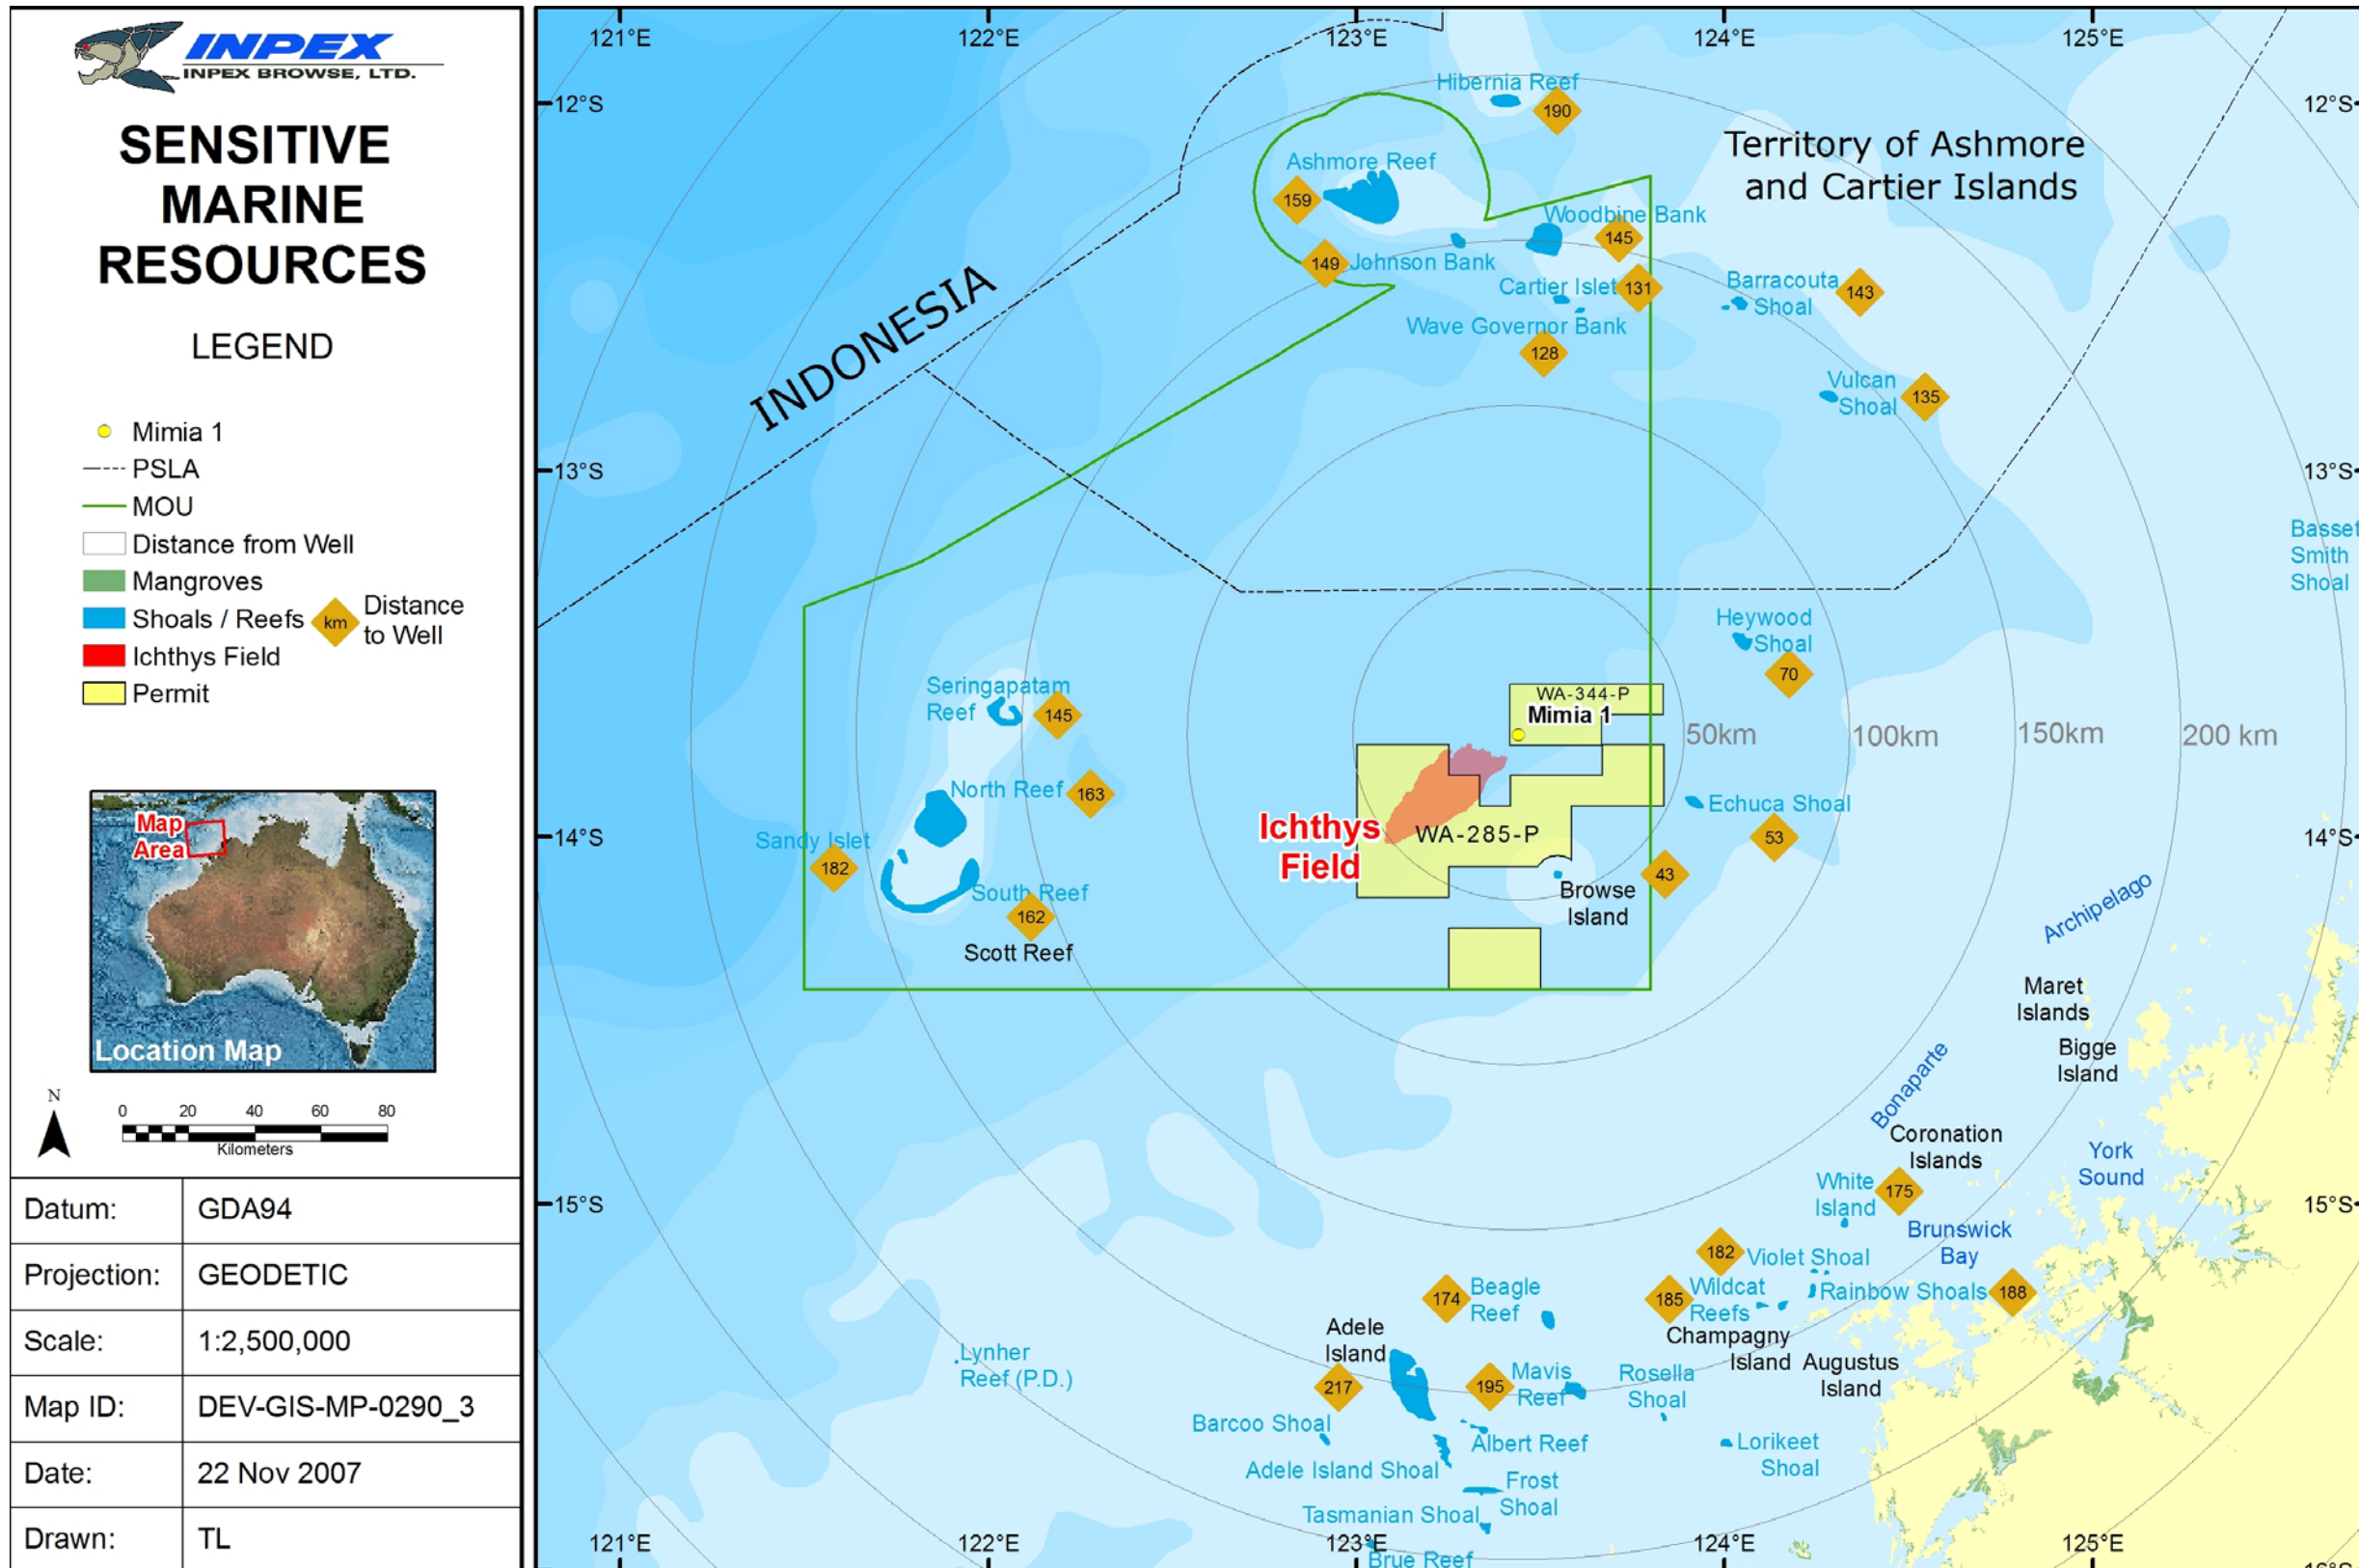 INPEX
INPEX BROWSE, LTD.
SENSITIVE
MARINE
RESOURCES
LEGEND
Mimia 1
PSLA
MOU
Distance from Well
Mangroves
Shoals / Reefs
km
Distance
to Well
Ichthys Field
Permit
Map
Area
Location Map
N
0 20 40 60 80
Kilometers
Datum: GDA94
Projection: GEODETIC
Scale: 1:2,500,000
Map ID: DEV-GIS-MP-0290_3
Date: 22 Nov 2007
Drawn: TL
121°E 122°E 123°E 124°E 125°E
12°S 12°S
Hibernia Reef
190
Territory of Ashmore
and Cartier Islands
Ashmore Reef
159
Woodbine Bank
145
149 Johnson Bank
Cartier Islet 131
Barracouta
Shoal
143
INDONESIA
Wave Governor Bank
128
Vulcan
Shoal
135
13°S 13°S
Basset
Smith
Shoal
Heywood
Shoal
70
Seringapatam
Reef
145
WA-344-P
Mimia 1
50km 100km 150km 200 km
North Reef 163
Echuca Shoal
53
Ichthys
Field
WA-285-P
14°S 14°S
Sandy Islet
182
South Reef
162
Scott Reef
43
Browse
Island
Archipelago
Maret
Islands
Bigge
Island
Bonaparte
Coronation
Islands
York
Sound
White
Island
175
15°S 15°S
Brunswick
Bay
182 Violet Shoal
174 Beagle
Reef
185 Wildcat
Reefs
Rainbow Shoals 188
Adele
Island
Champagny
Island
Augustus
Island
Lynher
Reef (P.D.)
217
195 Mavis
Reef
Rosella
Shoal
Barcoo Shoal
Albert Reef
Lorikeet
Shoal
Adele Island Shoal
Frost
Shoal
Tasmanian Shoal
121°E 122°E 123°E 124°E 125°E
Brue Reef
16°S